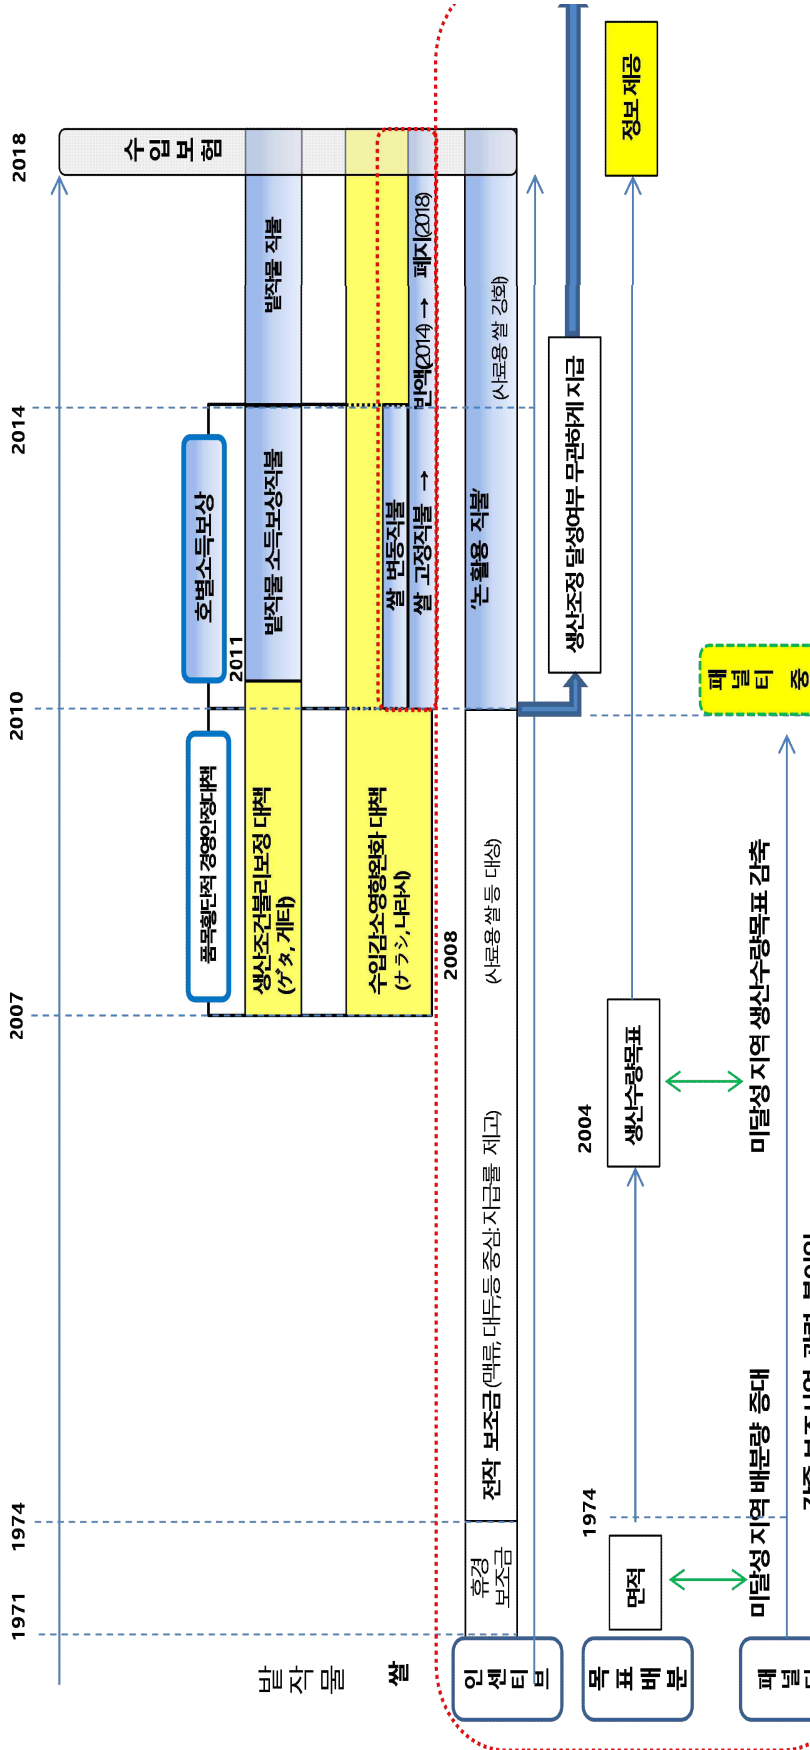 1971
1974
2007
2010
2014
2018
수입보험
호별소득보상
품목횡단적 경영안정대책
2011
밭작물
생산조건불리보정 대책
(ゲタ, 게타)
밭작물 소득보상직불
밭작물 직불
쌀
수입감소영향완화 대책
(ナラシ, 나라시)
쌀 변동직불
쌀 고정직불 → 반액(2014) → 폐지(2018)
2008
인센티브
휴경
보조금
전작 보조금(맥류, 대두,등 중심:자급률 제고)
(사료용 쌀 등 대상)
'논 활용 직불'
(사료용 쌀 강화)
생산조정 달성여부 무관하게 지급
목표배분
1974
면적
2004
생산수량목표
정보 제공
미달성 지역 배분량 증대
미달성 지역 생산수량목표 감축
패널티
패널티